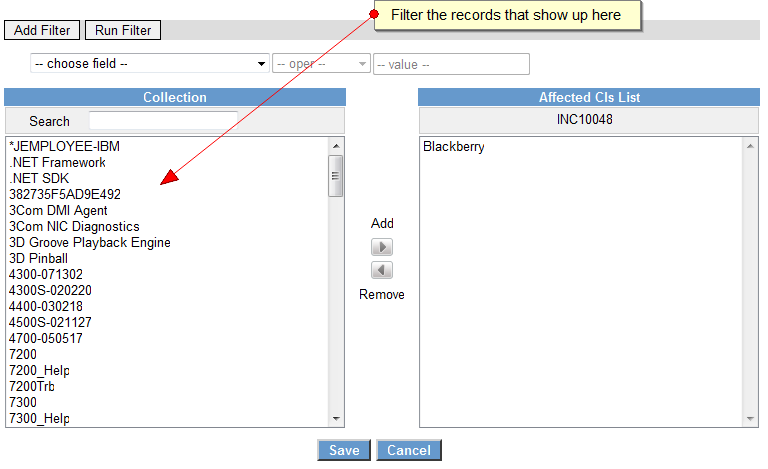 Filter the records that show up here
Add Filter Run Filter
-- choose field -- -- oper -- -- value --
Collection Affected CIs List
Search INC10048
*JEMPLOYEE-IBM Blackberry
.NET Framework
.NET SDK
382735F5AD9E492
3Com DMI Agent
3Com NIC Diagnostics Add
3D Groove Playback Engine
3D Pinball
4300-071302
4300S-020220 Remove
4400-030218
4500S-021127
4700-050517
7200
7200_Help
7200Trb
7300
7300_Help
Save Cancel